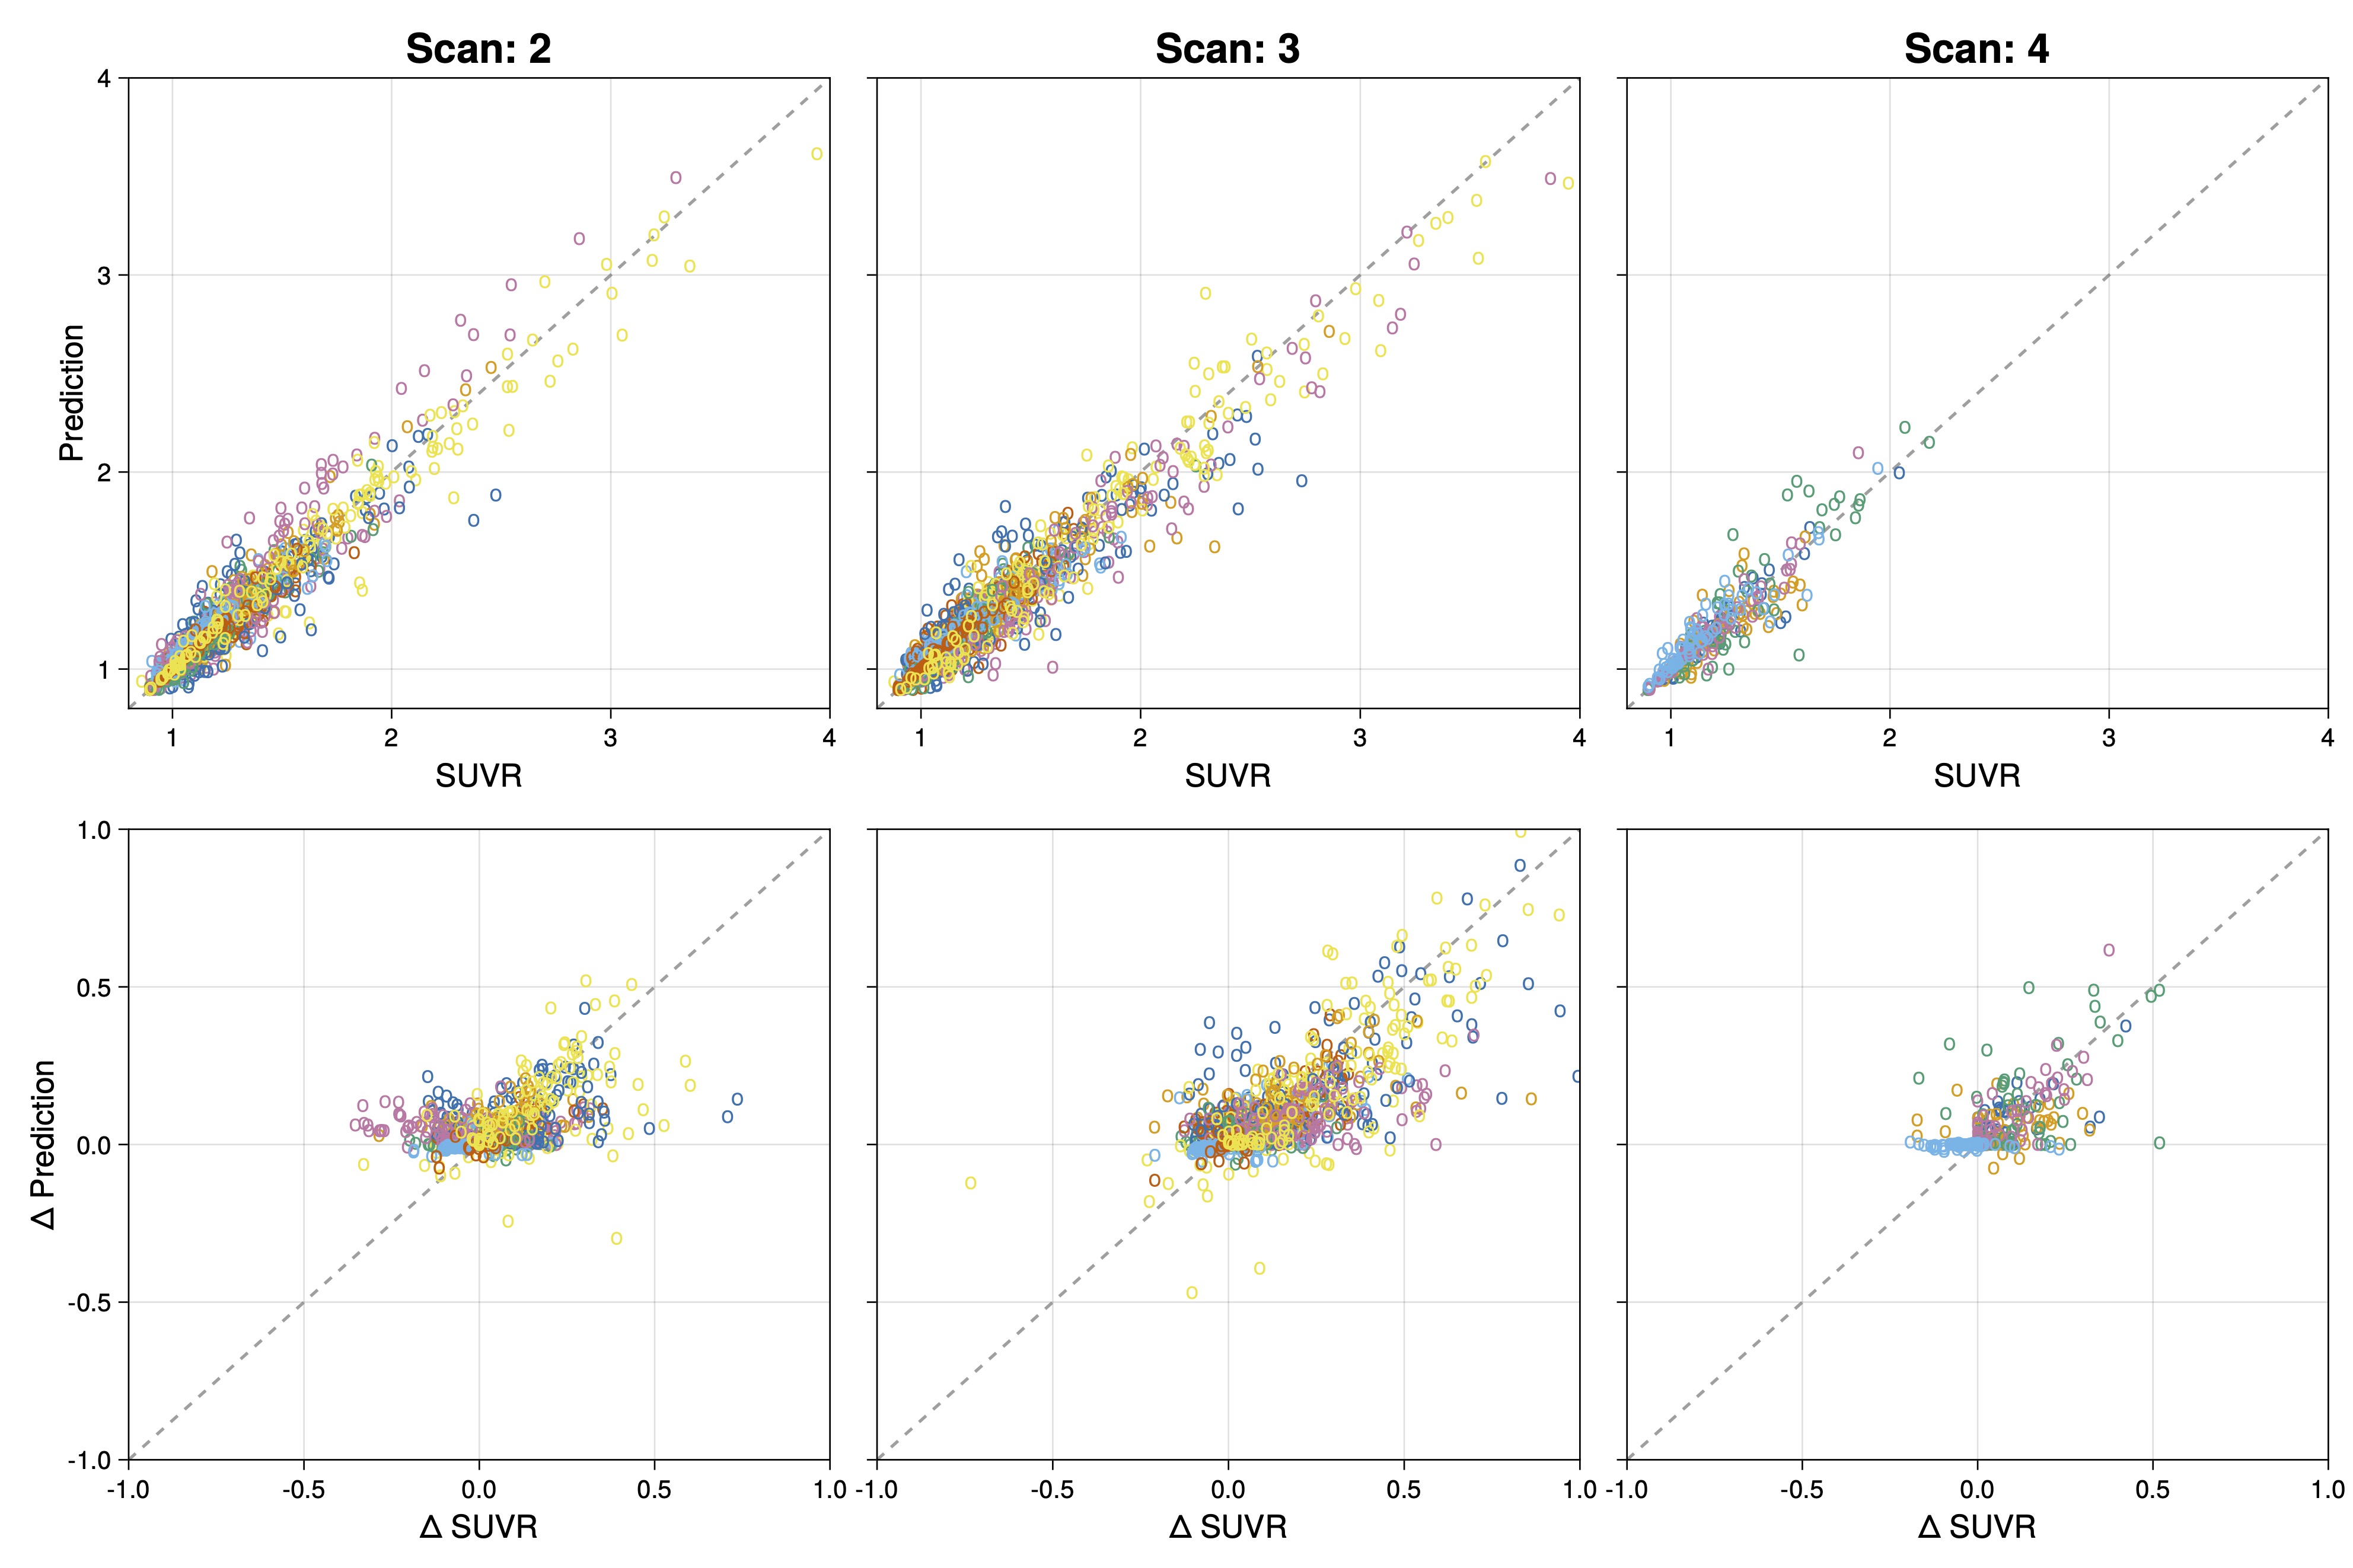 Scan: 2
Scan: 3
Scan: 4
4
3
2
1
Prediction
1 2 3 4
1 2 3 4
1 2 3 4
SUVR
SUVR
SUVR
1.0
0.5
0.0
-0.5
-1.0
Δ Prediction
-1.0 -0.5 0.0 0.5 1.0
-1.0 -0.5 0.0 0.5 1.0
-1.0 -0.5 0.0 0.5 1.0
Δ SUVR
Δ SUVR
Δ SUVR